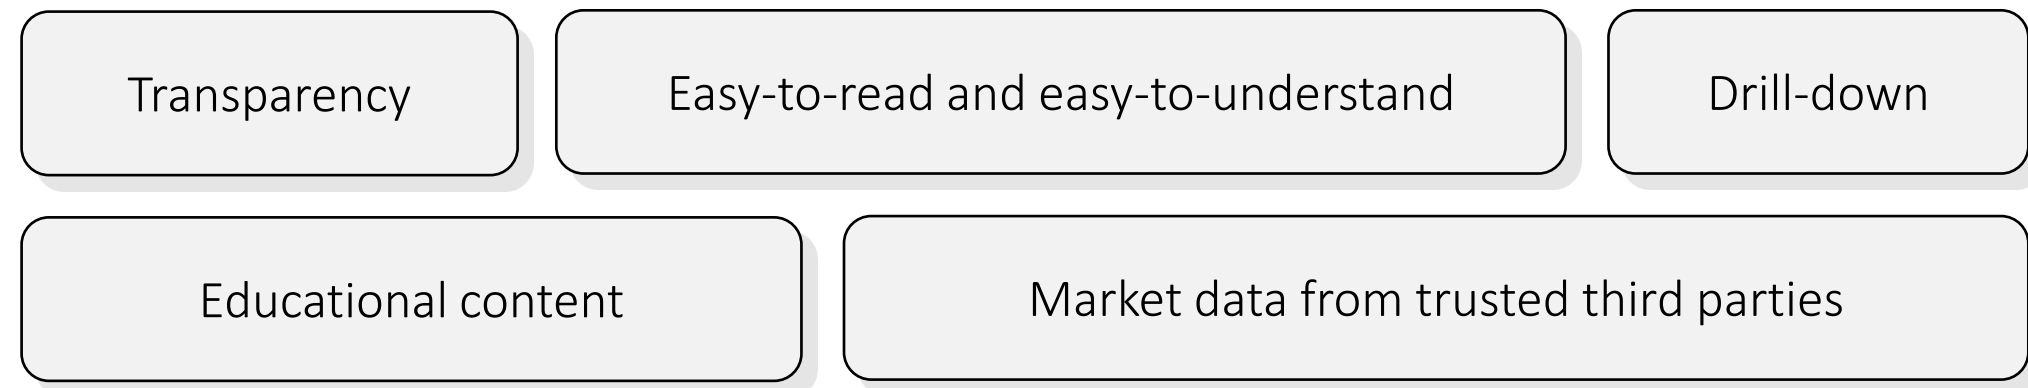 Transparency
Easy-to-read and easy-to-understand
Drill-down
Educational content
Market data from trusted third parties